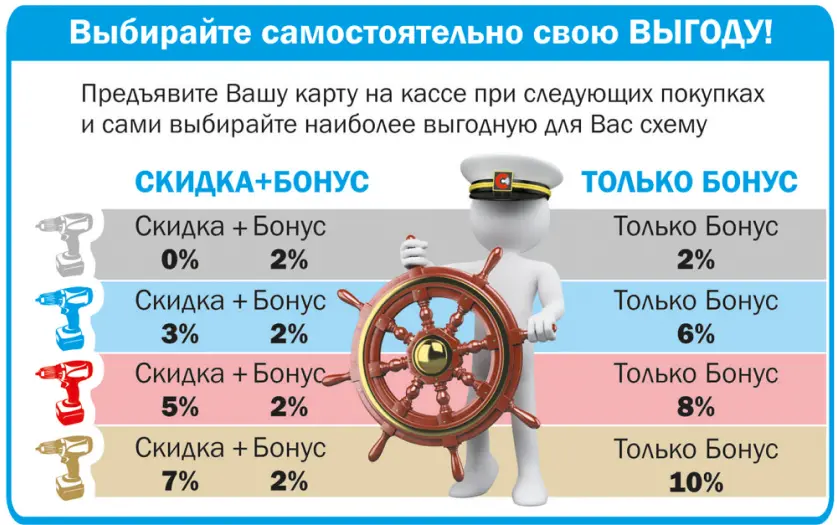 Выбирайте самостоятельно свою ВЫГОДУ!
Предъявите Вашу карту на кассе при следующих покупках
и сами выбирайте наиболее выгодную для Вас схему
СКИДКА+БОНУС
ТОЛЬКО БОНУС
Скидка + Бонус
0% 2%
Только Бонус
2%
Скидка + Бонус
3% 2%
Только Бонус
6%
Скидка + Бонус
5% 2%
Только Бонус
8%
Скидка + Бонус
7% 2%
Только Бонус
10%